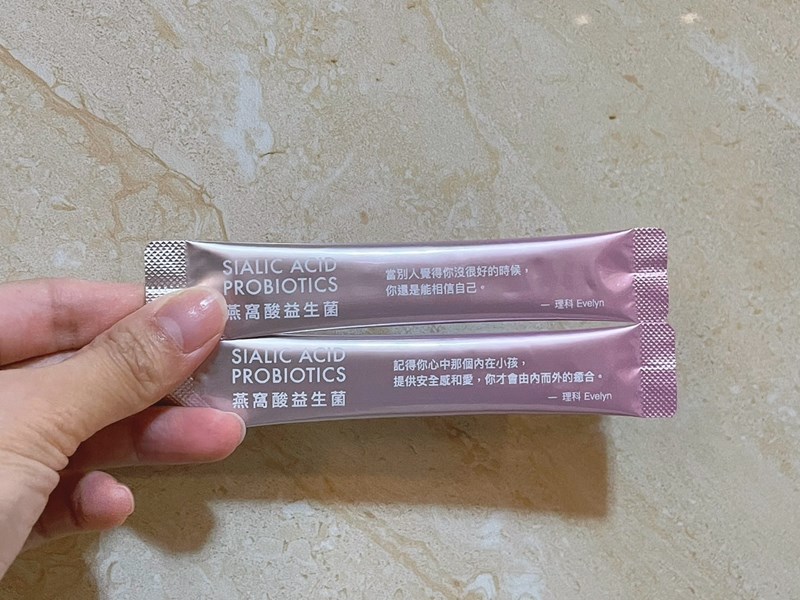 SIALIC ACID
PROBIOTICS
燕窩酸益生菌
當別人覺得你沒很好的時候，
你還是能相信自己。
— 理科 Evelyn
SIALIC ACID
PROBIOTICS
燕窩酸益生菌
記得你心中那個內在小孩，
提供安全感和愛，你才會由內而外的癒合。
— 理科 Evelyn